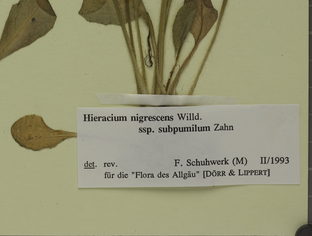 Hieracium nigrescens Willd.
ssp. subpumilum Zahn
det. rev. F. Schuhwerk (M) II/1993
für die "Flora des Allgäu" [DÖRR & LIPPERT]